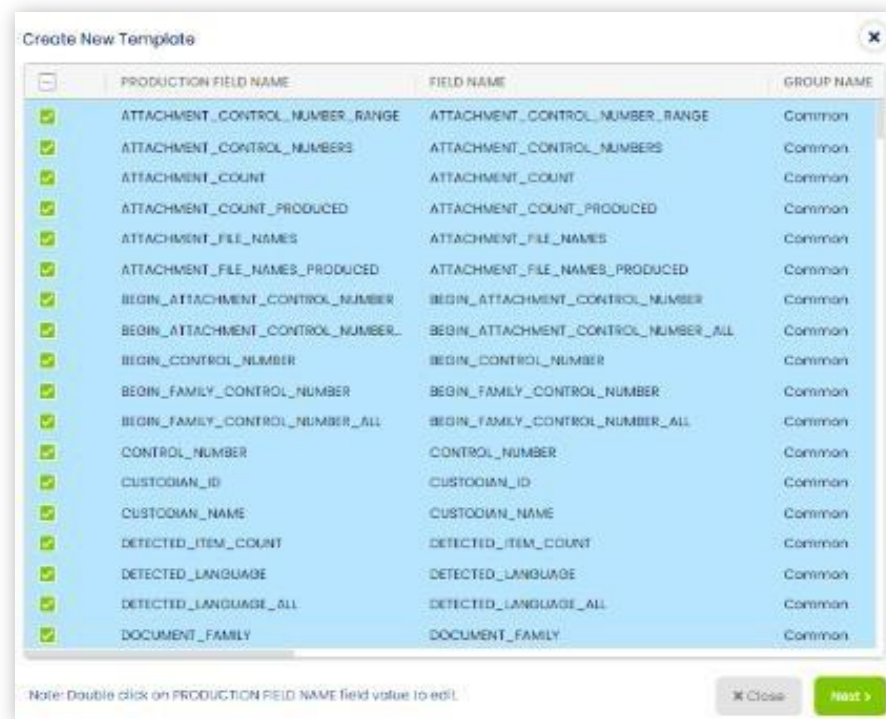 Create New Template
PRODUCTION FIELD NAME FIELD NAME GROUP NAME
ATTACHMENT_CONTROL_NUMBER_RANGE ATTACHMENT_CONTROL_NUMBER_RANGE Common
ATTACHMENT_CONTROL_NUMBERS ATTACHMENT_CONTROL_NUMBERS Common
ATTACHMENT_COUNT ATTACHMENT_COUNT Common
ATTACHMENT_COUNT_PRODUCED ATTACHMENT_COUNT_PRODUCED Common
ATTACHMENT_FILE_NAMES ATTACHMENT_FILE_NAMES Common
ATTACHMENT_FILE_NAMES_PRODUCED ATTACHMENT_FILE_NAMES_PRODUCED Common
BEGIN_ATTACHMENT_CONTROL_NUMBER BEGIN_ATTACHMENT_CONTROL_NUMBER Common
BEGIN_ATTACHMENT_CONTROL_NUMBER... BEGIN_ATTACHMENT_CONTROL_NUMBER_ALL Common
BEGIN_CONTROL_NUMBER BEGIN_CONTROL_NUMBER Common
BEGIN_FAMILY_CONTROL_NUMBER BEGIN_FAMILY_CONTROL_NUMBER Common
BEGIN_FAMILY_CONTROL_NUMBER_ALL BEGIN_FAMILY_CONTROL_NUMBER_ALL Common
CONTROL_NUMBER CONTROL_NUMBER Common
CUSTODIAN_ID CUSTODIAN_ID Common
CUSTODIAN_NAME CUSTODIAN_NAME Common
DETECTED_ITEM_COUNT DETECTED_ITEM_COUNT Common
DETECTED_LANGUAGE DETECTED_LANGUAGE Common
DETECTED_LANGUAGE_ALL DETECTED_LANGUAGE_ALL Common
DOCUMENT_FAMILY DOCUMENT_FAMILY Common
Note: Double click on PRODUCTION FIELD NAME field value to edit. Close Next >